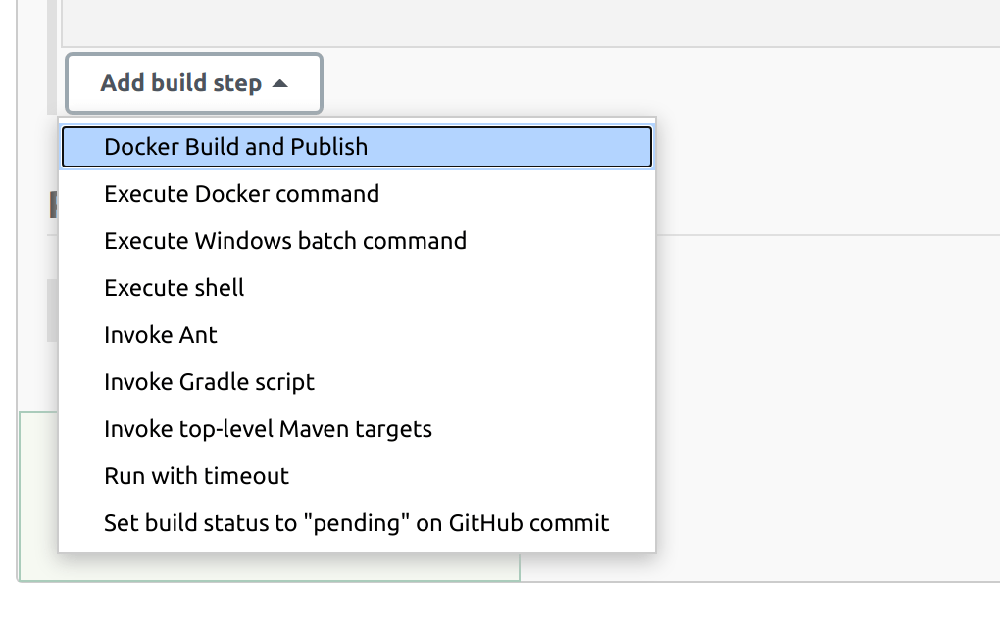 Add build step
Docker Build and Publish
Execute Docker command
Execute Windows batch command
Execute shell
Invoke Ant
Invoke Gradle script
Invoke top-level Maven targets
Run with timeout
Set build status to "pending" on GitHub commit